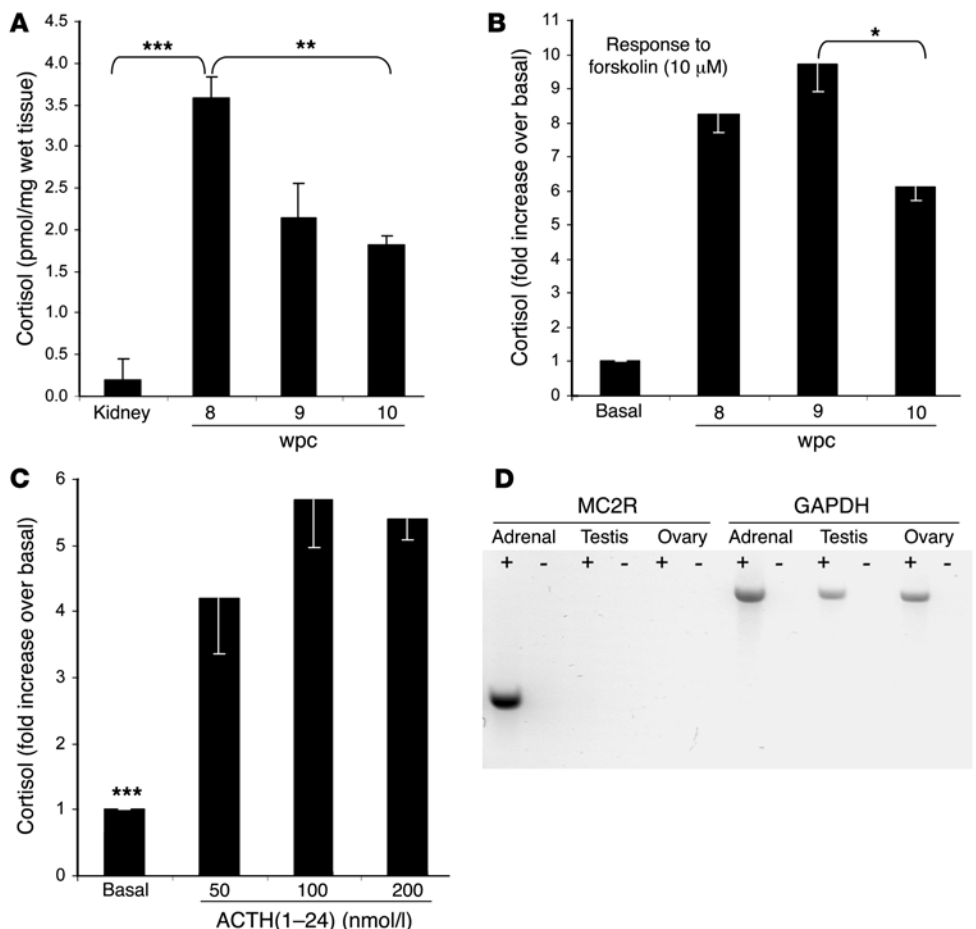 A
Cortisol (pmol/mg wet tissue)
4.5
4.0
3.5
3.0
2.5
2.0
1.5
1.0
0.5
0.0
***
**
Kidney 8 9 10
wpc
B
Cortisol (fold increase over basal)
11
10
9
8
7
6
5
4
3
2
1
0
Response to
forskolin (10 µM)
*
Basal 8 9 10
wpc
C
Cortisol (fold increase over basal)
6
5
4
3
2
1
0
***
Basal 50 100 200
ACTH(1–24) (nmol/l)
D
MC2R GAPDH
Adrenal Testis Ovary Adrenal Testis Ovary
+ - + - + - + - + - + -